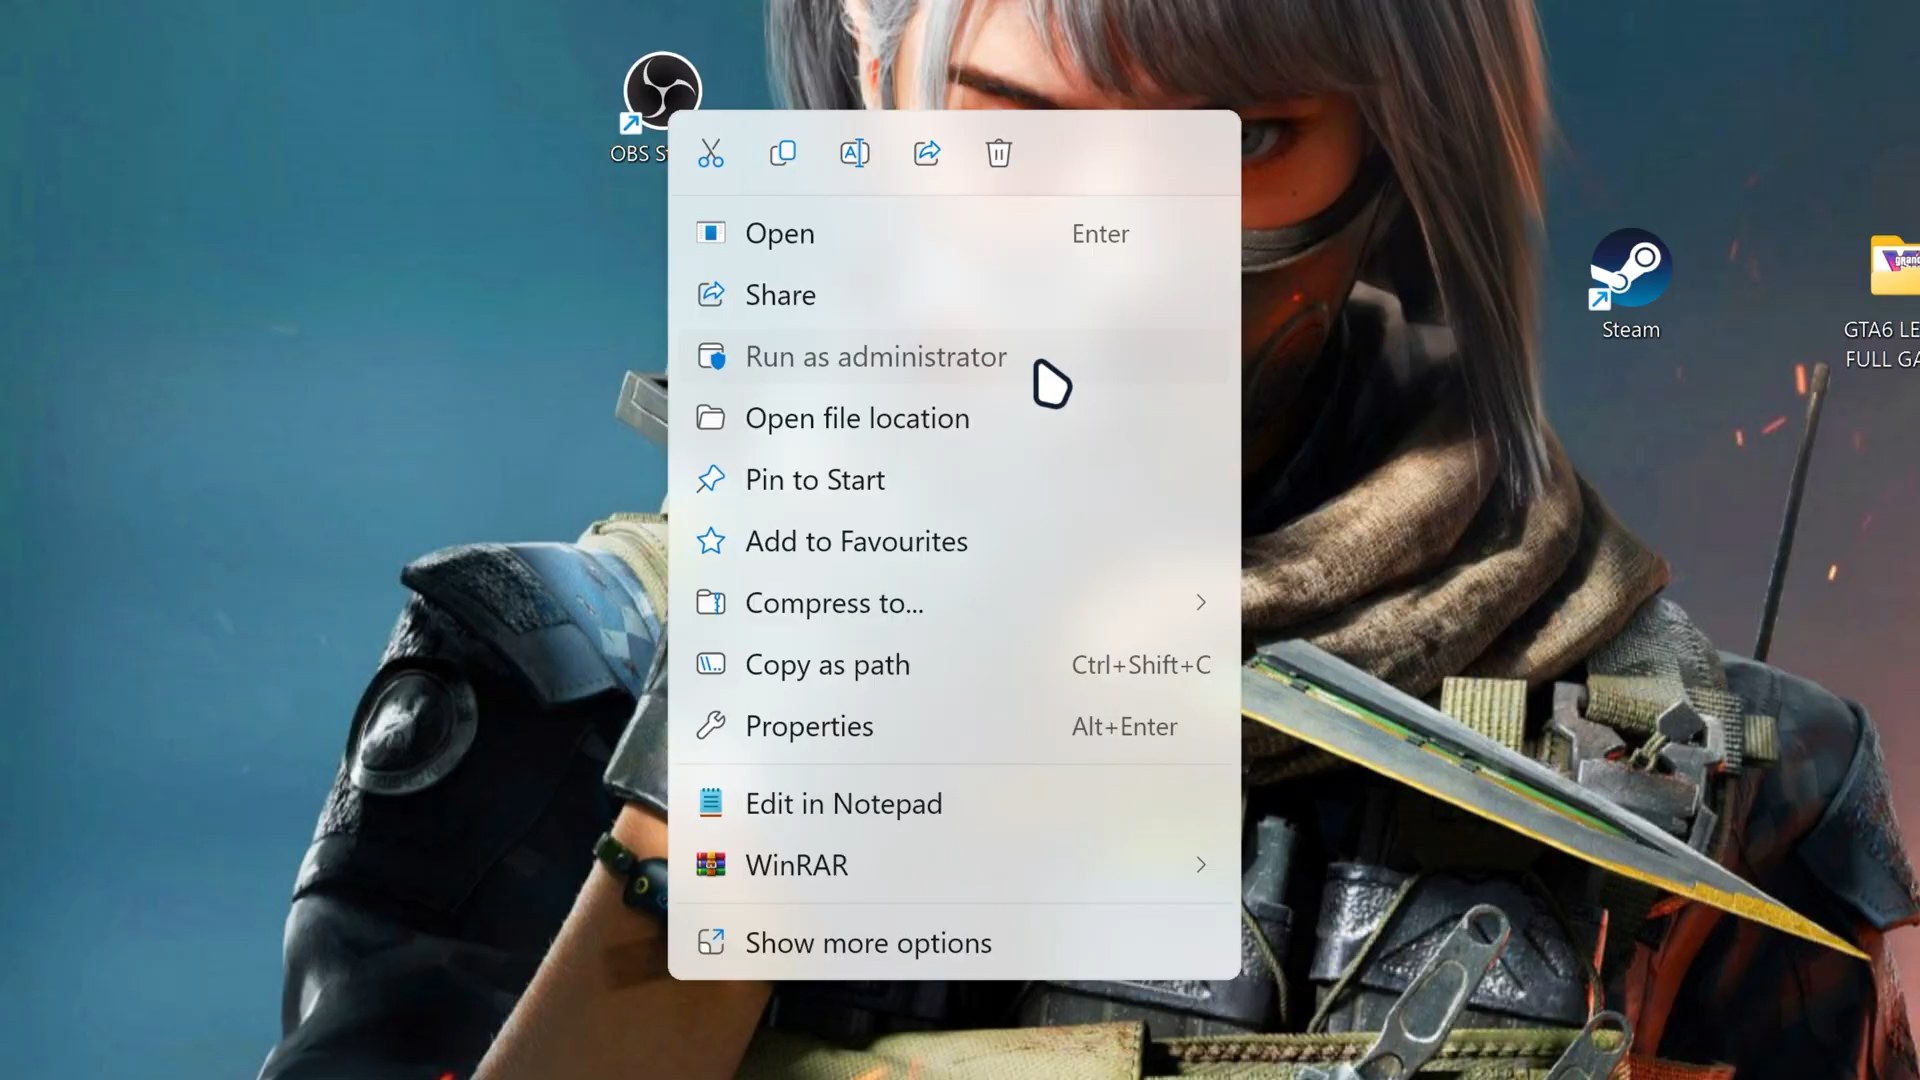 OBS St
Open Enter
Share
Run as administrator
Open file location
Pin to Start
Add to Favourites
Compress to...
Copy as path Ctrl+Shift+C
Properties Alt+Enter
Edit in Notepad
WinRAR
Show more options
Steam
GTA6 LE
FULL GA